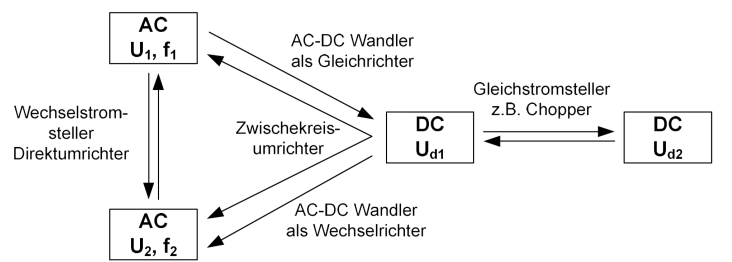 AC
U1, f1
AC-DC Wandler
als Gleichrichter
Wechselstrom-
steller
Direktumrichter
Zwischekreis-
umrichter
DC
Ud1
Gleichstromsteller
z.B. Chopper
DC
Ud2
AC
U2, f2
AC-DC Wandler
als Wechselrichter